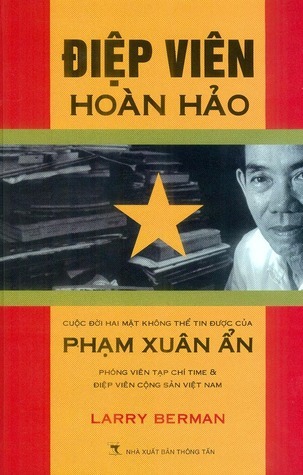 ĐIỆP VIÊN
HOÀN HẢO
CUỘC ĐỜI HAI MẶT KHÔNG THỂ TIN ĐƯỢC CỦA
PHẠM XUÂN ẨN
PHÓNG VIÊN TẠP CHÍ TIME &
ĐIỆP VIÊN CỘNG SẢN VIỆT NAM
LARRY BERMAN
NHÀ XUẤT BẢN THÔNG TẤN